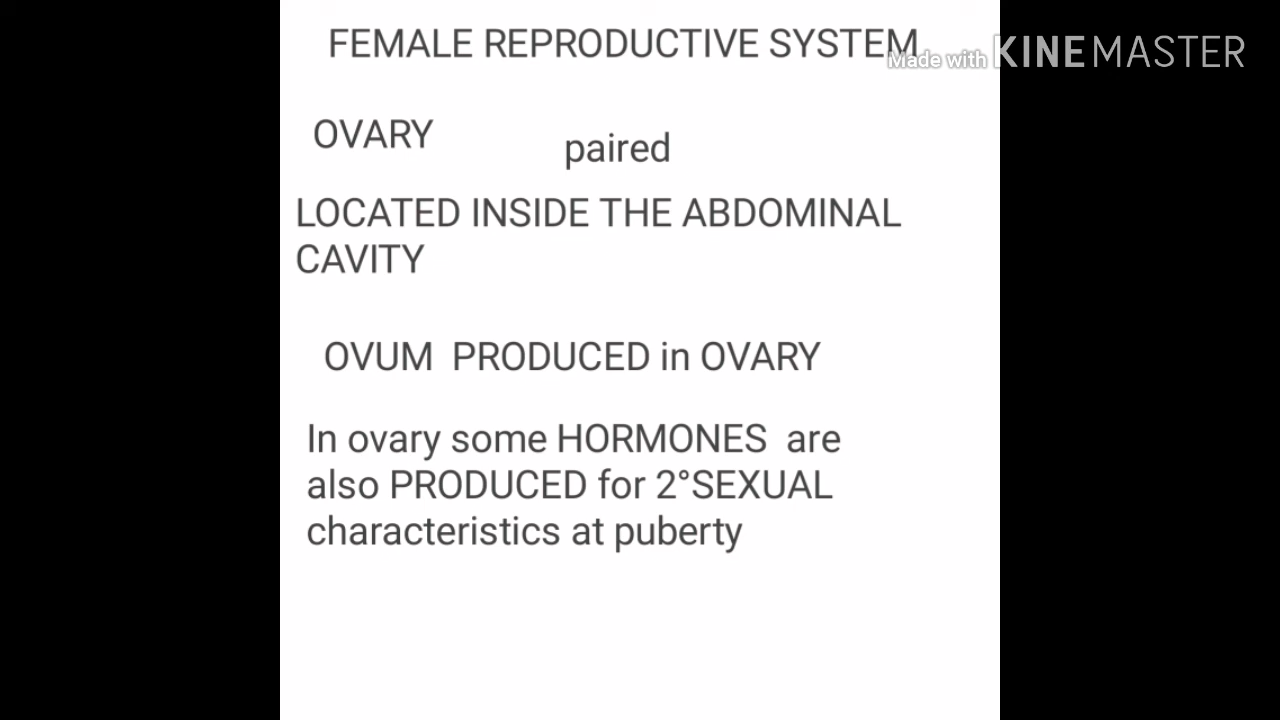 FEMALE REPRODUCTIVE SYSTEM
Made with KINEMASTER
OVARY paired
LOCATED INSIDE THE ABDOMINAL
CAVITY
OVUM PRODUCED in OVARY
In ovary some HORMONES are
also PRODUCED for 2°SEXUAL
characteristics at puberty